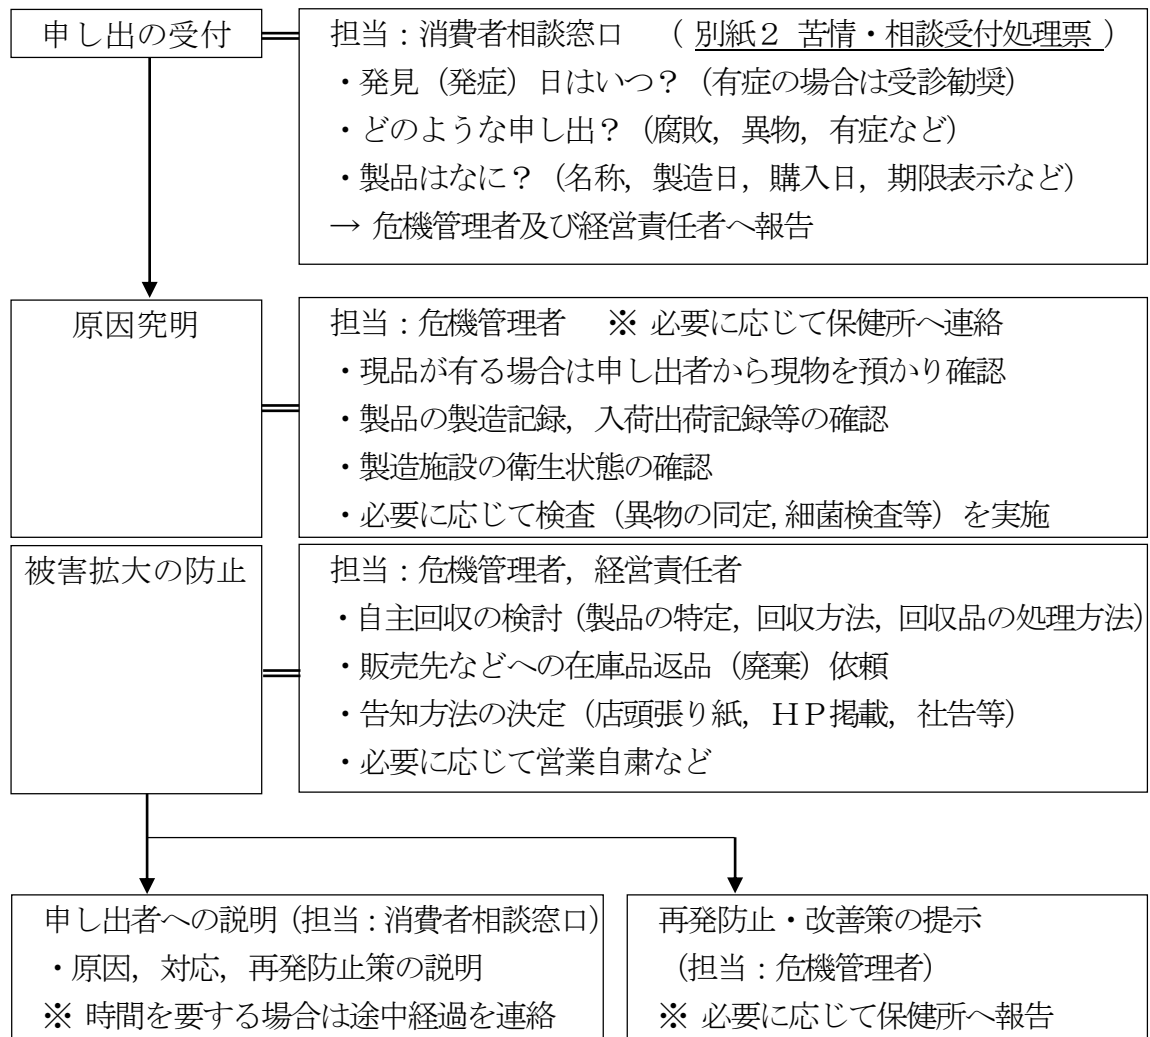 申し出の受付
担当：消費者相談窓口　（ 別紙２ 苦情・相談受付処理票 ）
・発見（発症）日はいつ？（有症の場合は受診勧奨）
・どのような申し出？（腐敗，異物，有症など）
・製品はなに？（名称，製造日，購入日，期限表示など）
→ 危機管理者及び経営責任者へ報告
原因究明
担当：危機管理者　※ 必要に応じて保健所へ連絡
・現品が有る場合は申し出者から現物を預かり確認
・製品の製造記録，入荷出荷記録等の確認
・製造施設の衛生状態の確認
・必要に応じて検査（異物の同定，細菌検査等）を実施
被害拡大の防止
担当：危機管理者，経営責任者
・自主回収の検討（製品の特定，回収方法，回収品の処理方法）
・販売先などへの在庫品返品（廃棄）依頼
・告知方法の決定（店頭張り紙，ＨＰ掲載，社告等）
・必要に応じて営業自粛など
申し出者への説明（担当：消費者相談窓口）
・原因，対応，再発防止策の説明
※ 時間を要する場合は途中経過を連絡
再発防止・改善策の提示
（担当：危機管理者）
※ 必要に応じて保健所へ報告